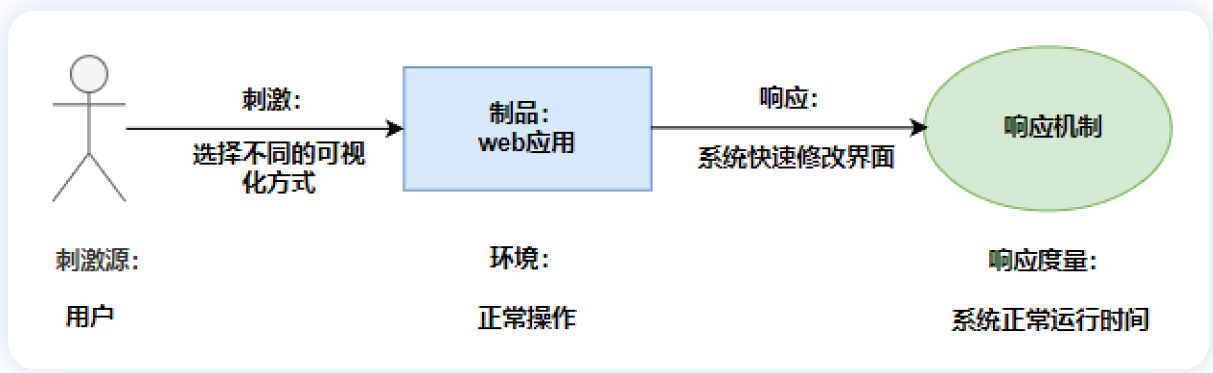 刺激：
选择不同的可视
化方式
制品：
web应用
响应：
系统快速修改界面
响应机制
刺激源：
用户
环境：
正常操作
响应度量：
系统正常运行时间